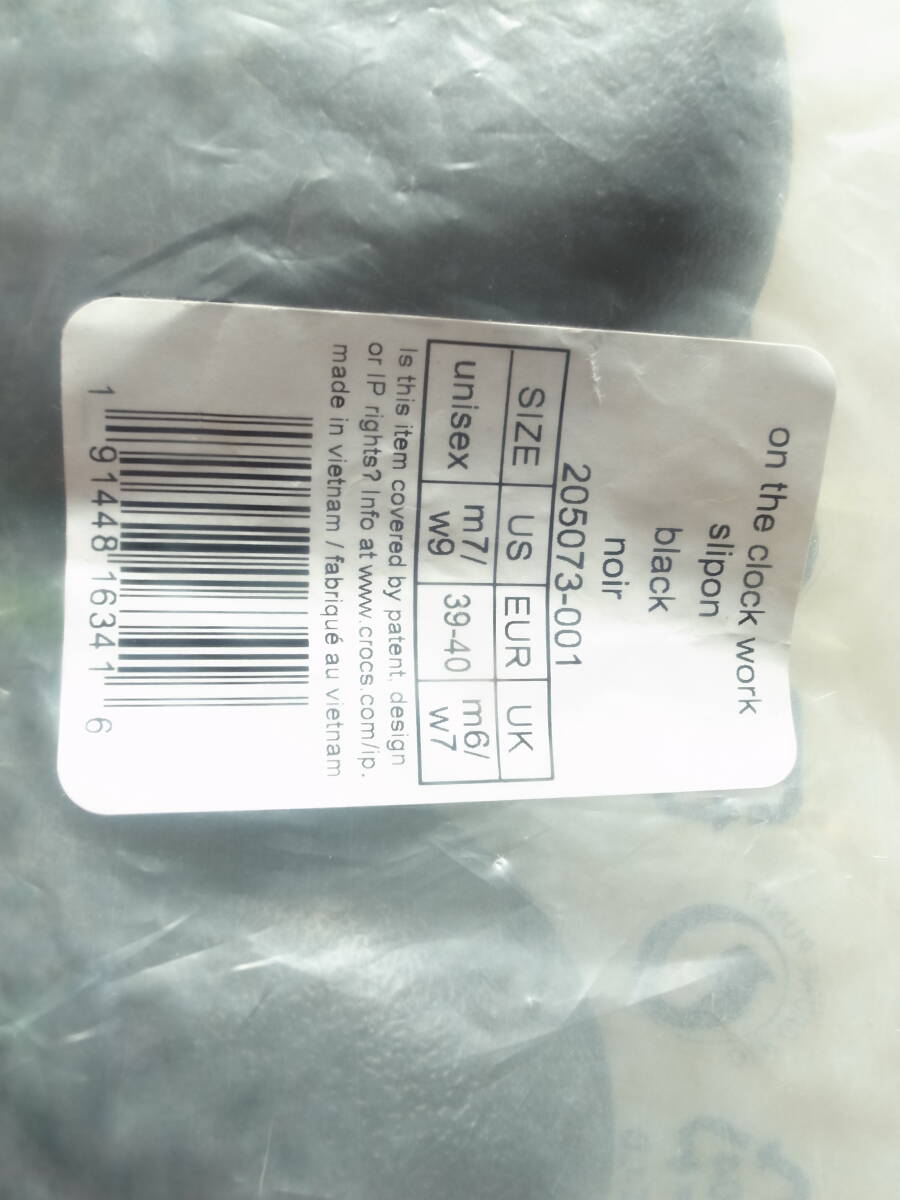 on the clock work
slipon
black
noir
205073-001
SIZE US EUR UK
unisex m7/ w9 39-40 m6/ w7
Is this item covered by patent, design
or IP rights? Info at www.crocs.com/ip.
made in vietnam / fabriqué au vietnam
1 91448 16341 6